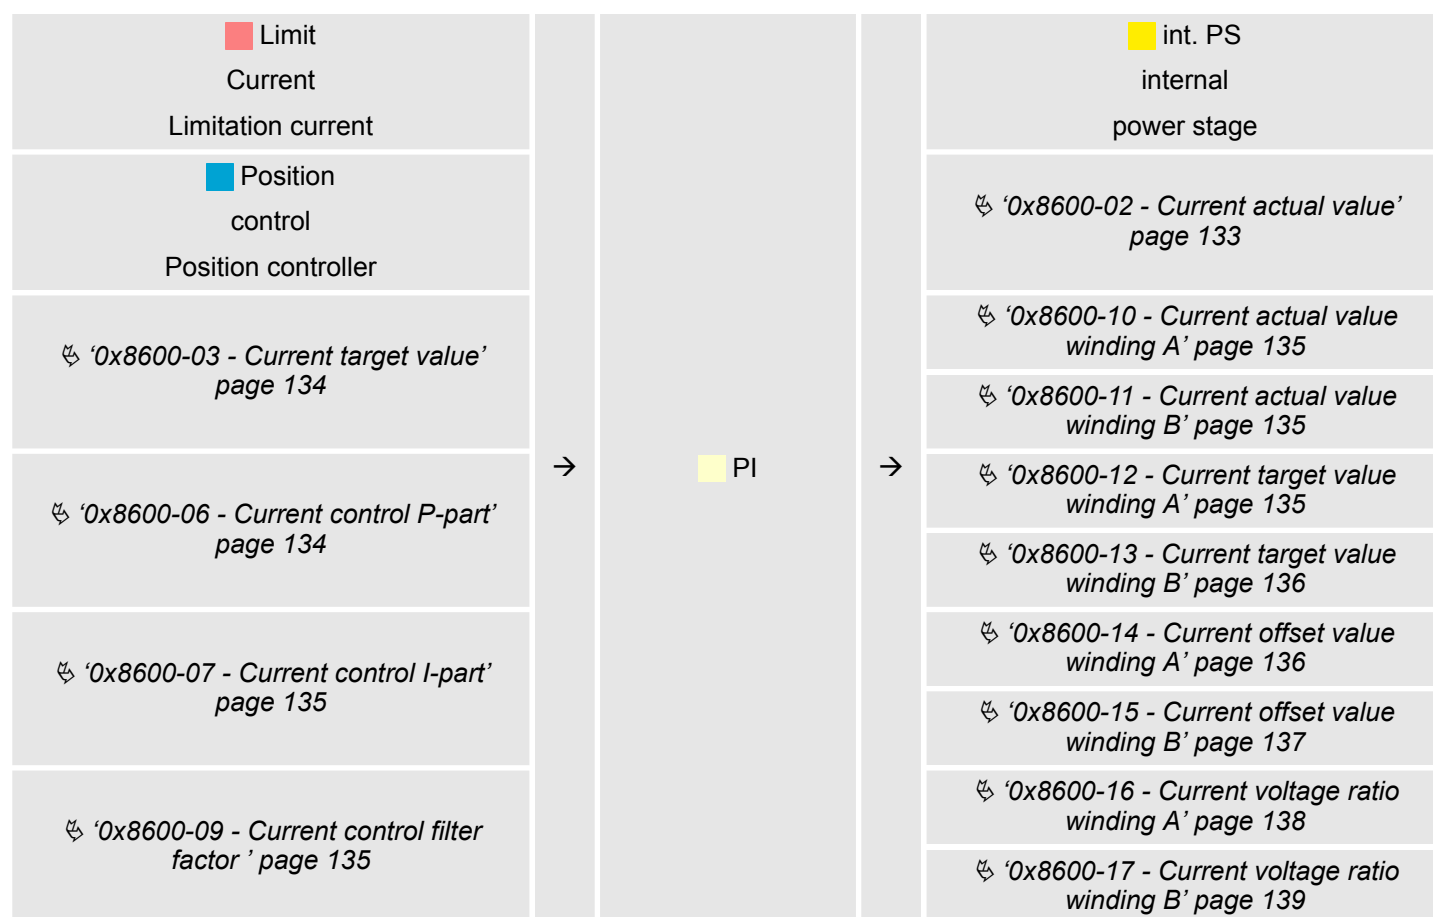 Limit
Current
Limitation current
Position
control
Position controller
‘0x8600-03 - Current target value’
page 134
‘0x8600-06 - Current control P-part’
page 134
‘0x8600-07 - Current control I-part’
page 135
‘0x8600-09 - Current control filter
factor ’ page 135
→
PI
→
int. PS
internal
power stage
‘0x8600-02 - Current actual value’
page 133
‘0x8600-10 - Current actual value
winding A’ page 135
‘0x8600-11 - Current actual value
winding B’ page 135
‘0x8600-12 - Current target value
winding A’ page 135
‘0x8600-13 - Current target value
winding B’ page 136
‘0x8600-14 - Current offset value
winding A’ page 136
‘0x8600-15 - Current offset value
winding B’ page 137
‘0x8600-16 - Current voltage ratio
winding A’ page 138
‘0x8600-17 - Current voltage ratio
winding B’ page 139